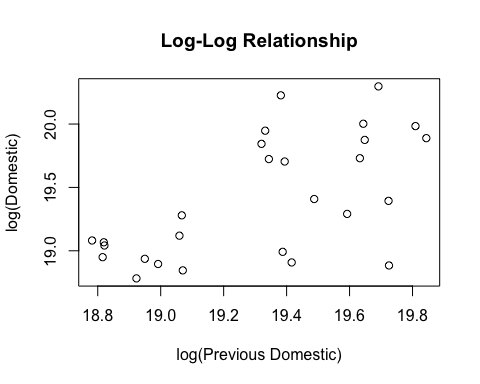 Log-Log Relationship
log(Domestic)
20.0
19.5
19.0
18.8 19.0 19.2 19.4 19.6 19.8
log(Previous Domestic)